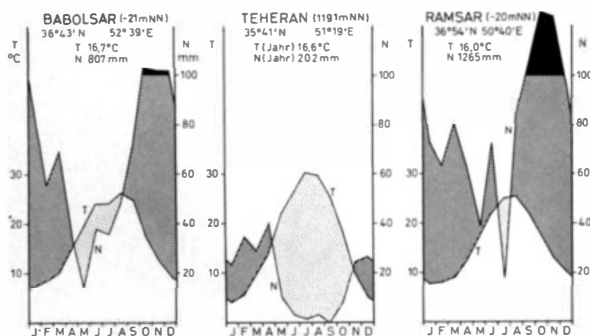 BABOLSAR (-21mNN)
36°43'N 52°39'E
T 16,7°C
N 807mm
T
°C
N
mm
100
80
60
40
20
30
20
10
T
N
J F M A M J J A S O N D
TEHERAN (1191mNN)
35°41'N 51°19'E
T (Jahr) 16,6°C
N (Jahr) 202mm
T
N
100
80
60
40
20
30
20
10
T
N
J F M A M J J A S O N D
RAMSAR (-20mNN)
36°54'N 50°40'E
T 16,0°C
N 1265mm
T
N
100
80
60
40
20
30
20
10
N
T
J F M A M J J A S O N D